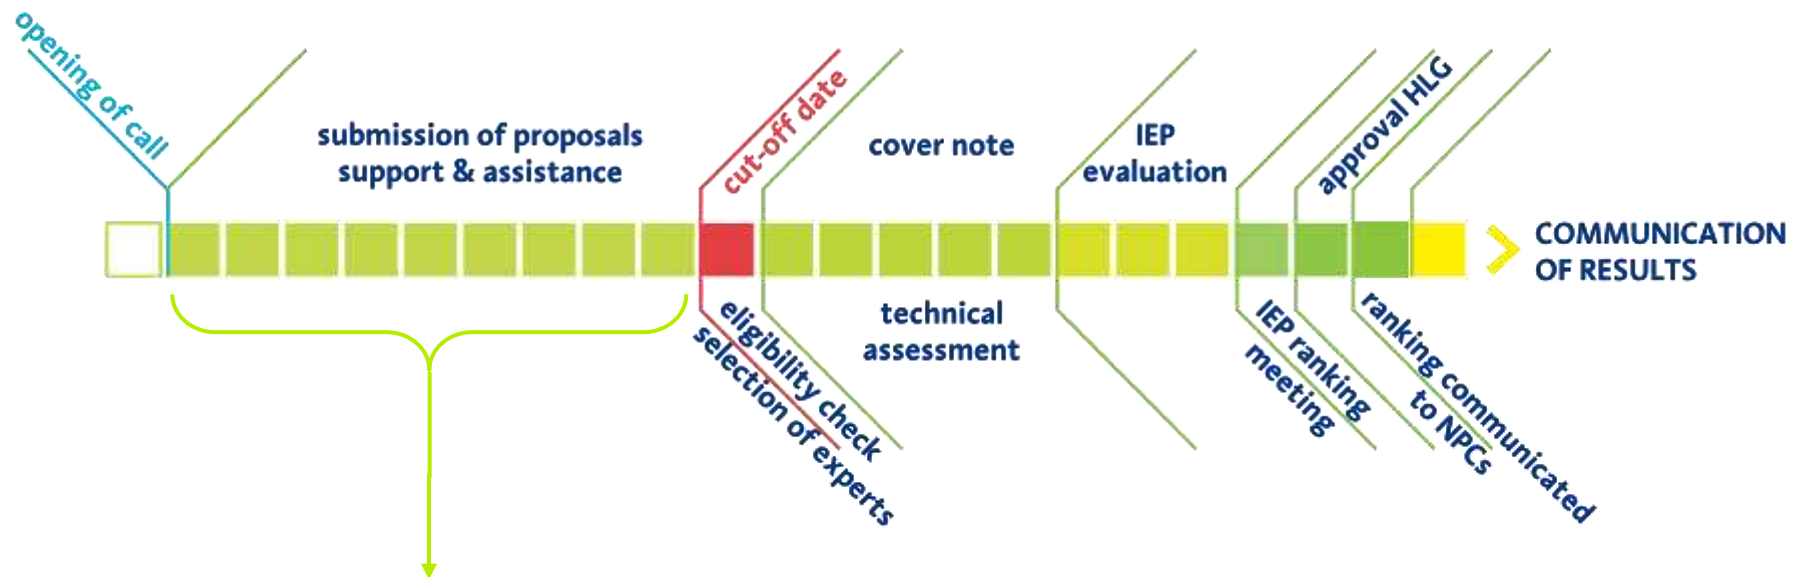 opening of call
submission of proposals
support & assistance
cut-off date
cover note
IEP
evaluation
approval HLG
COMMUNICATION
OF RESULTS
eligibility check
selection of experts
technical
assessment
IEP ranking
meeting
ranking communicated
to NPCs